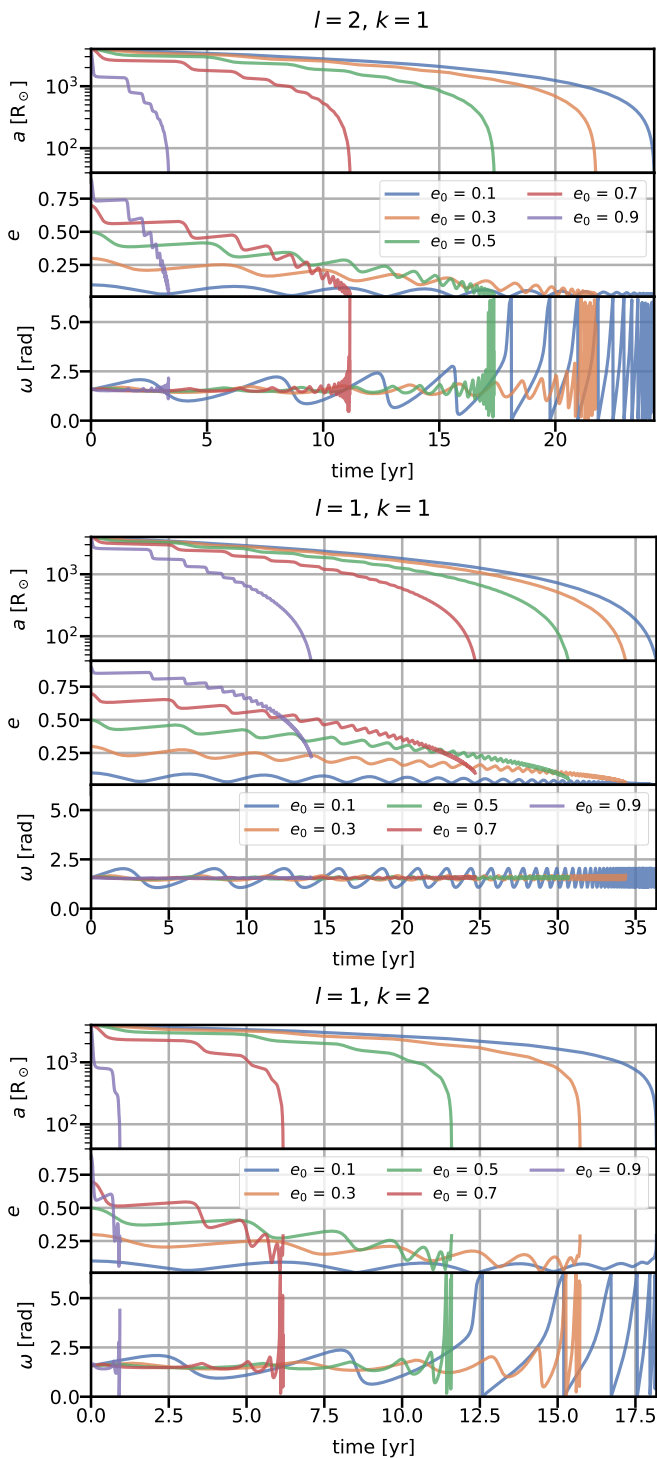 l = 2, k = 1
a [R⊙]
10³
10²
e
0.75
0.50
0.25
e₀ = 0.1
e₀ = 0.3
e₀ = 0.5
e₀ = 0.7
e₀ = 0.9
ω [rad]
5.0
2.5
0.0
0 5 10 15 20
time [yr]
l = 1, k = 1
a [R⊙]
10³
10²
e
0.75
0.50
0.25
ω [rad]
5.0
2.5
0.0
e₀ = 0.1
e₀ = 0.3
e₀ = 0.5
e₀ = 0.7
e₀ = 0.9
0 5 10 15 20 25 30 35
time [yr]
l = 1, k = 2
a [R⊙]
10³
10²
e
0.75
0.50
0.25
e₀ = 0.1
e₀ = 0.3
e₀ = 0.5
e₀ = 0.7
e₀ = 0.9
ω [rad]
5.0
2.5
0.0
0.0 2.5 5.0 7.5 10.0 12.5 15.0 17.5
time [yr]